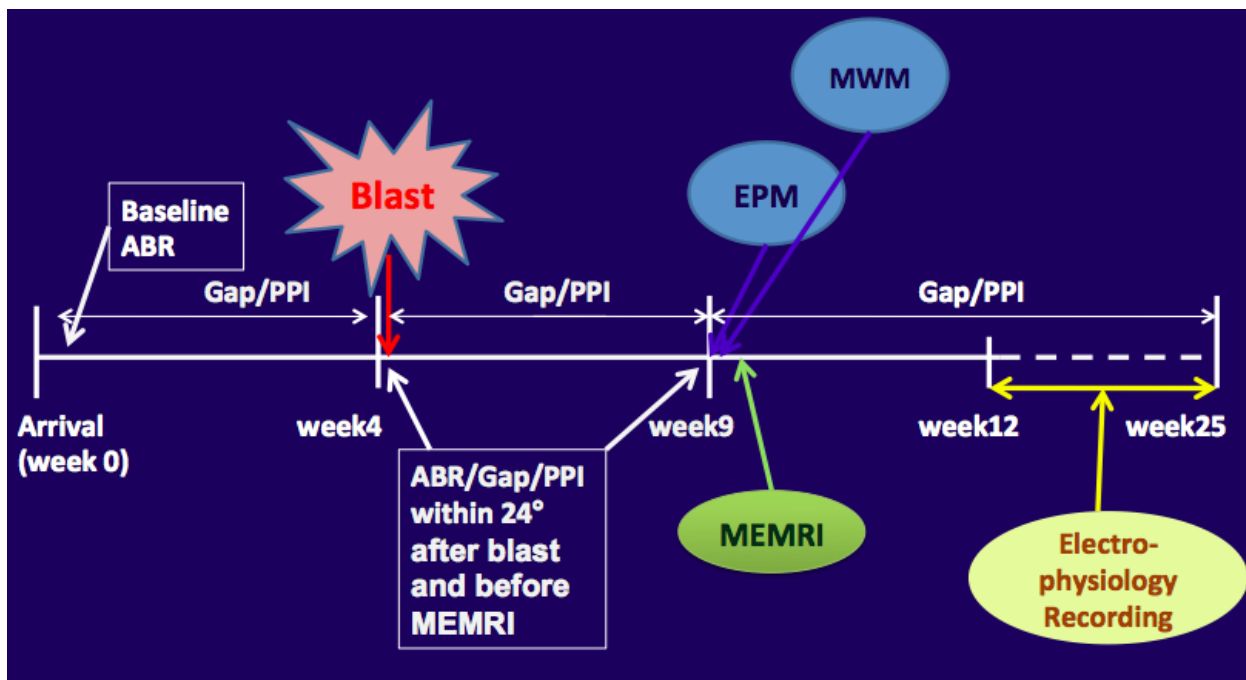 MWM
EPM
Blast
Baseline
ABR
Gap/PPI
Gap/PPI
Gap/PPI
Arrival
(week 0)
week4
week9
week12
week25
ABR/Gap/PPI
within 24°
after blast
and before
MEMRI
MEMRI
Electro-
physiology
Recording